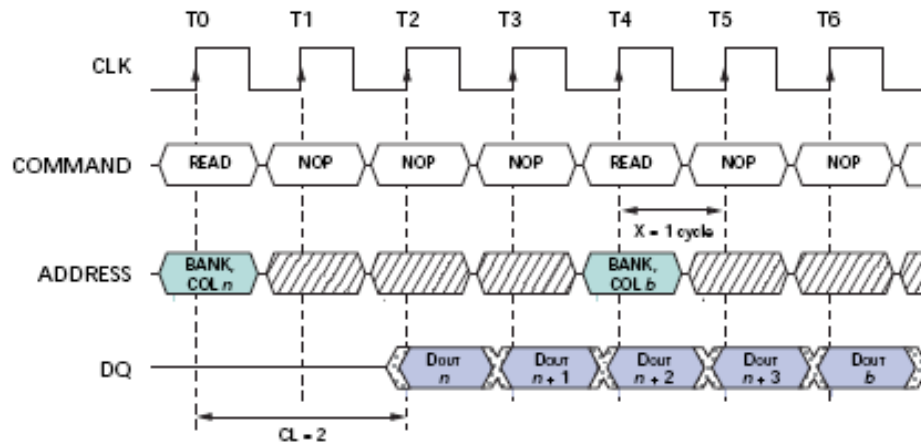 T0 T1 T2 T3 T4 T5 T6
CLK
COMMAND READ NOP NOP NOP READ NOP NOP
X = 1 cycle
ADDRESS BANK, COL n BANK, COL b
DQ DOUT n DOUT n + 1 DOUT n + 2 DOUT n + 3 DOUT b
CL = 2